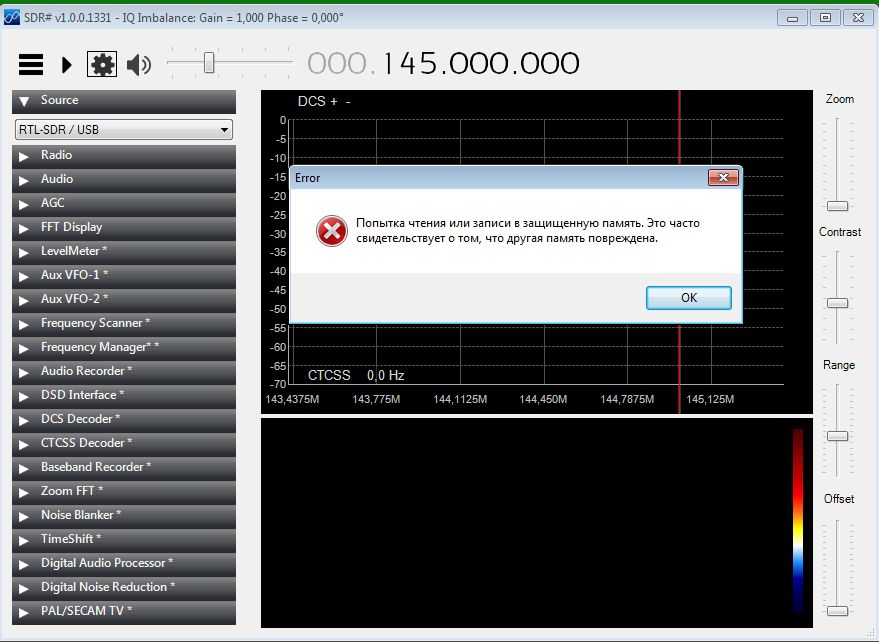 SDR# v1.0.0.1331 - IQ Imbalance: Gain = 1,000 Phase = 0,000°
000.145.000.000
Source
RTL-SDR / USB
Radio
Audio
AGC
FFT Display
LevelMeter *
Aux VFO-1 *
Aux VFO-2 *
Frequency Scanner *
Frequency Manager* *
Audio Recorder *
DSD Interface *
DCS Decoder *
CTCSS Decoder *
Baseband Recorder *
Zoom FFT *
Noise Blanker *
TimeShift *
Digital Audio Processor *
Digital Noise Reduction *
PAL/SECAM TV *
DCS + -
0
-5
-10
-15
-20
-25
-30
-35
-40
-45
-50
-55
-60
-65
-70
Error
Попытка чтения или записи в защищенную память. Это часто
свидетельствует о том, что другая память повреждена.
OK
CTCSS 0,0 Hz
143,4375M 143,775M 144,1125M 144,450M 144,7875M 145,125M
Zoom
Contrast
Range
Offset